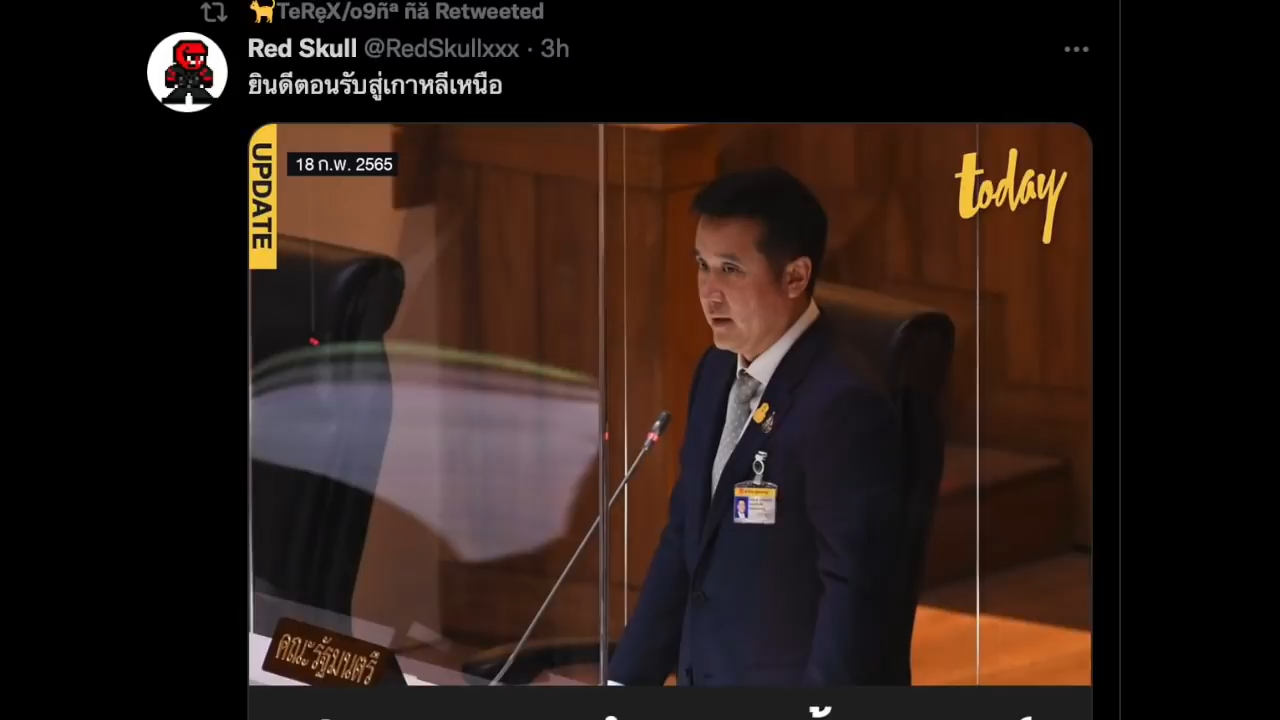 TeRęX/o9ñª ñă Retweeted
Red Skull @RedSkullxxx · 3h
ยินดีตอนรับสู่เกาหลีเหนือ
UPDATE
18 ก.พ. 2565
today
คณะรัฐมนตรี